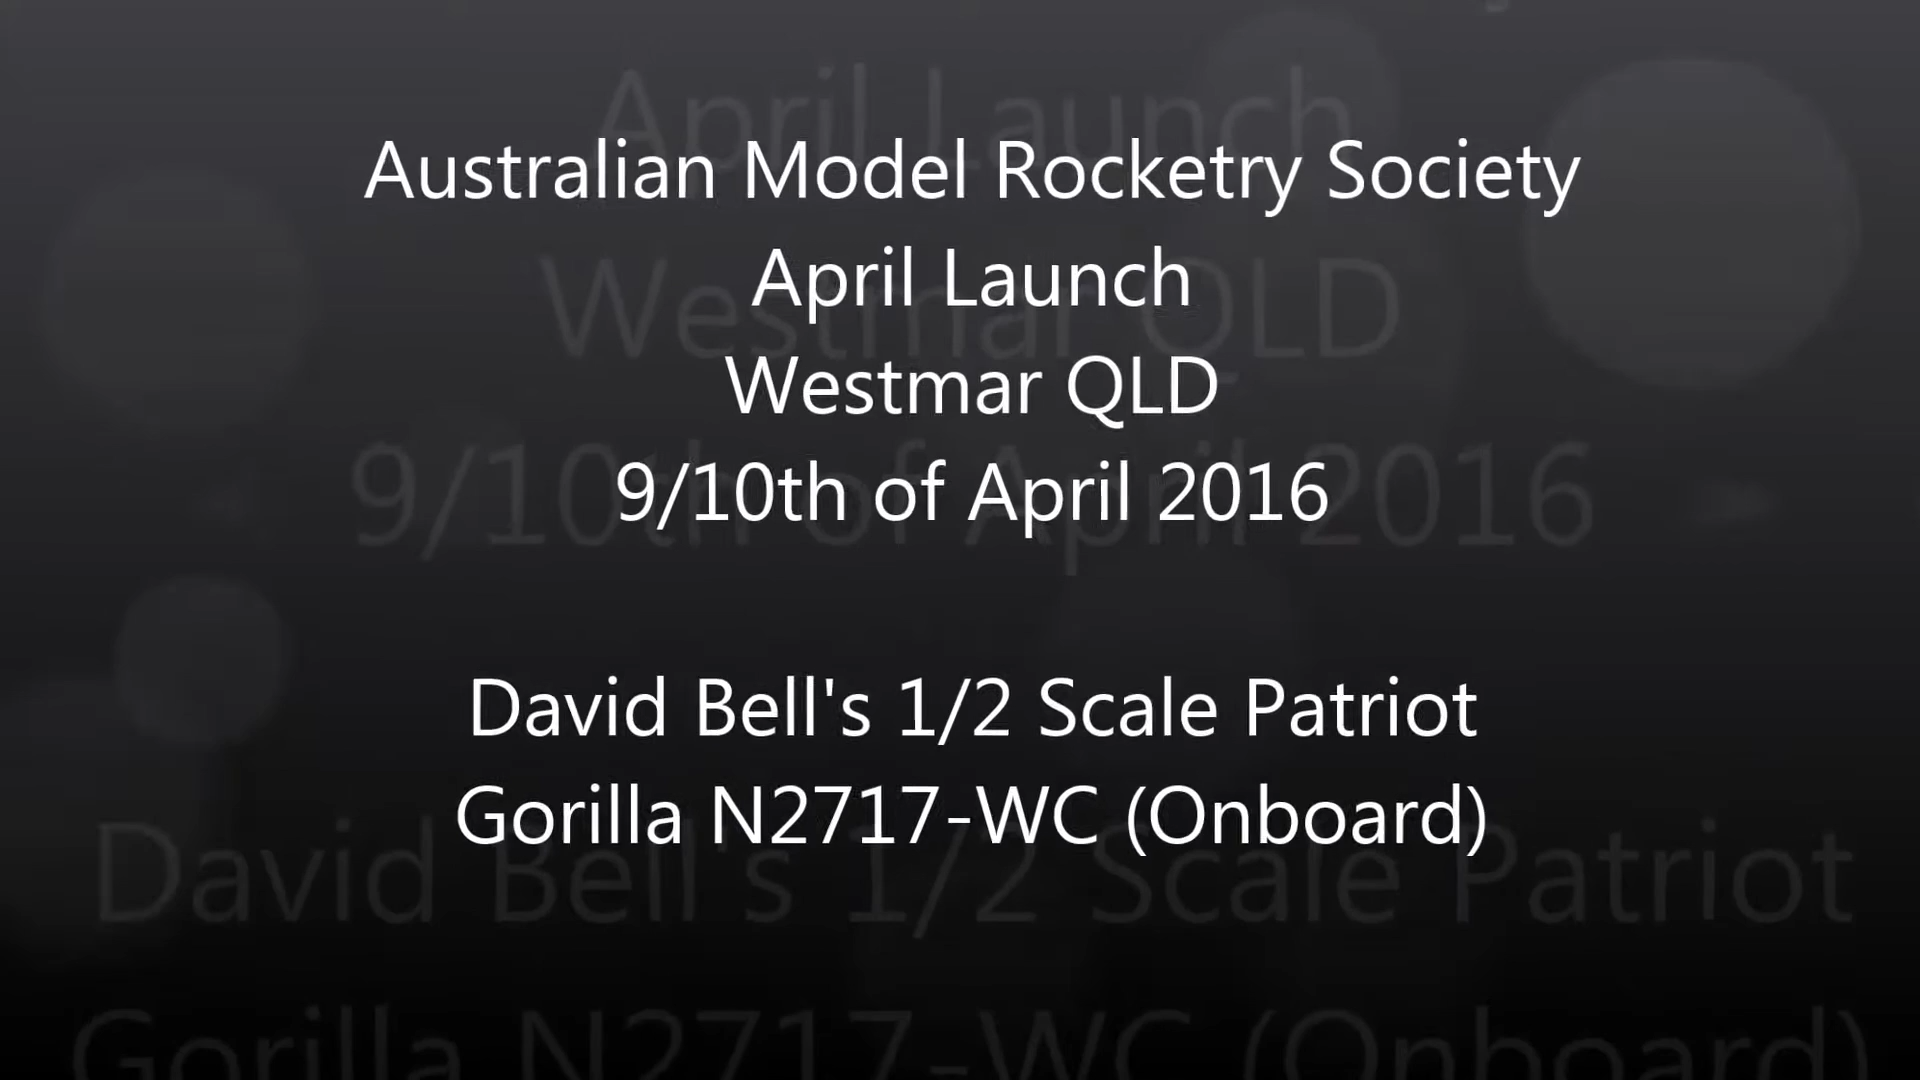 Australian Model Rocketry Society
April Launch
Westmar QLD
9/10th of April 2016
David Bell's 1/2 Scale Patriot
Gorilla N2717-WC (Onboard)